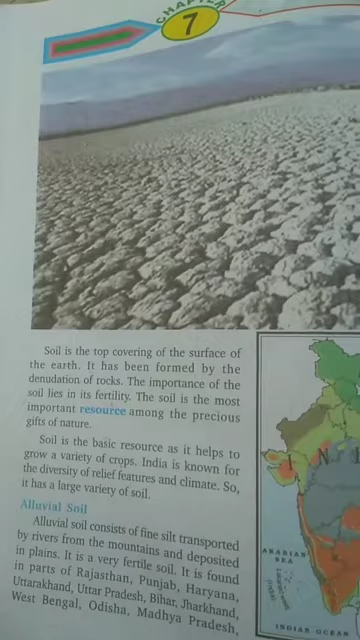 CHAPTER
7
Soil is the top covering of the surface of
the earth. It has been formed by the
denudation of rocks. The importance of the
soil lies in its fertility. The soil is the most
important resource among the precious
gifts of nature.
Soil is the basic resource as it helps to
grow a variety of crops. India is known for
the diversity of relief features and climate. So,
it has a large variety of soil.
Alluvial Soil
Alluvial soil consists of fine silt transported
by rivers from the mountains and deposited
in plains. It is a very fertile soil. It is found
in parts of Rajasthan, Punjab, Haryana,
Uttarakhand, Uttar Pradesh, Bihar, Jharkhand,
West Bengal, Odisha, Madhya Pradesh,
I N
ARABIAN
SEA
INDIAN OCEAN